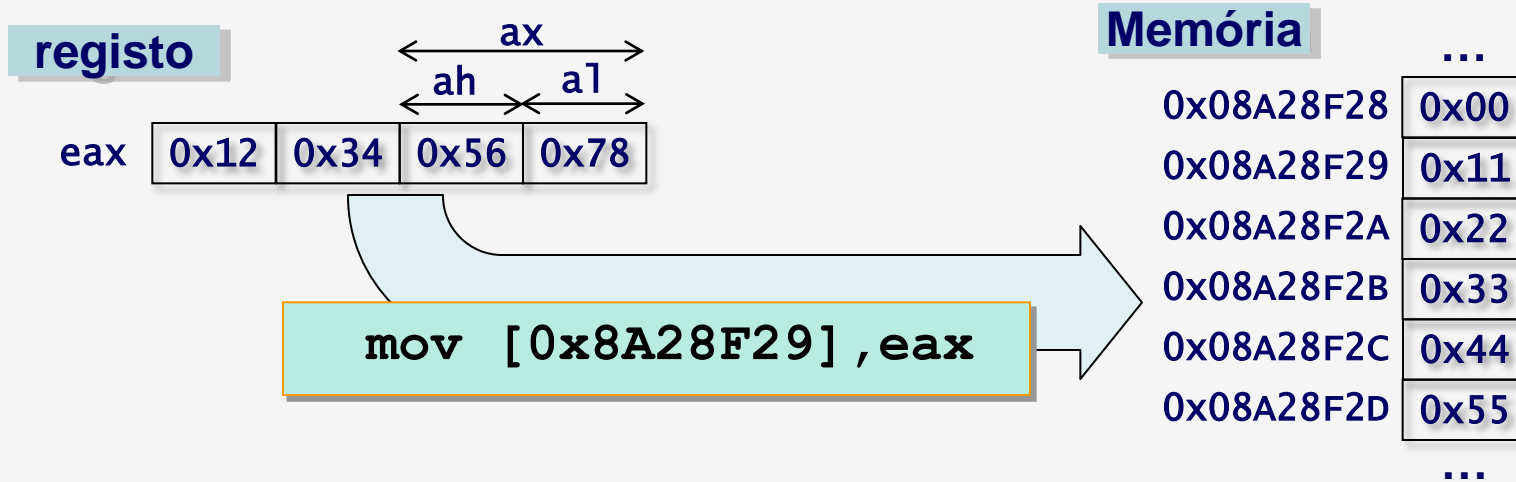 registo
ax
ah al
eax 0x12 0x34 0x56 0x78
mov [0x8A28F29],eax
Memória
...
0x08A28F28 0x00
0x08A28F29 0x11
0x08A28F2A 0x22
0x08A28F2B 0x33
0x08A28F2C 0x44
0x08A28F2D 0x55
...